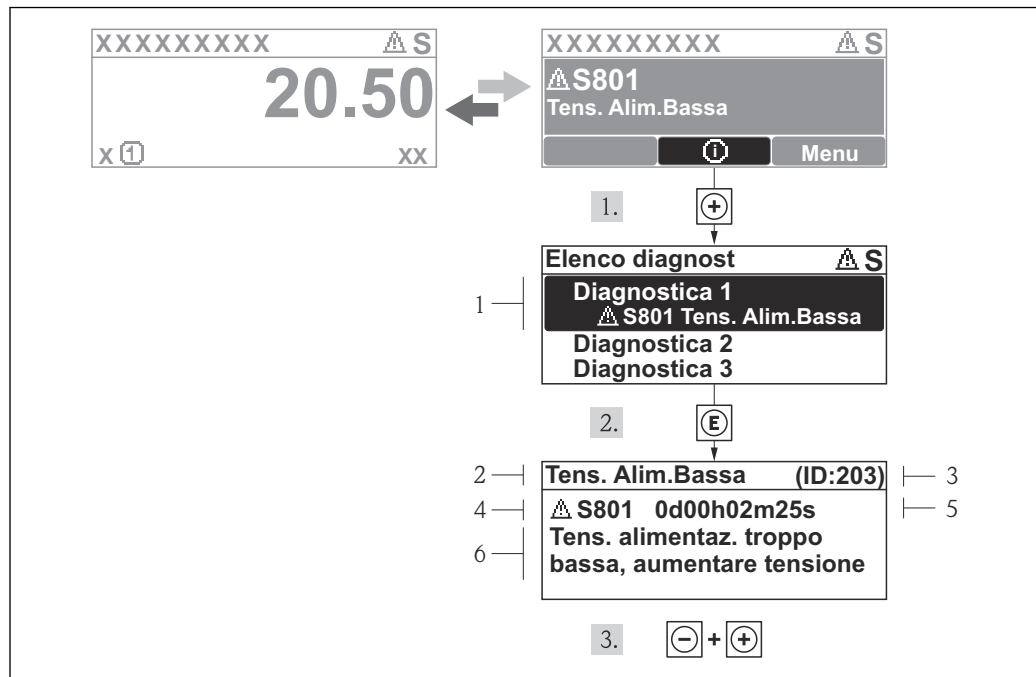 XXXXXXXXX ⚠ S
20.50
X ① XX
XXXXXXXXX ⚠ S
⚠ S801
Tens. Alim.Bassa
ⓘ Menu
1. +
Elenco diagnost ⚠ S
1
Diagnostica 1
⚠ S801 Tens. Alim.Bassa
Diagnostica 2
Diagnostica 3
2. E
2 Tens. Alim.Bassa (ID:203) 3
4 ⚠ S801 0d00h02m25s 5
6 Tens. alimentaz. troppo
bassa, aumentare tensione
3. - + +